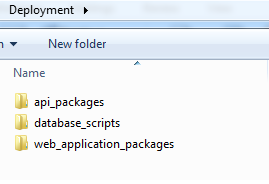 Deployment
New folder
Name
api_packages
database_scripts
web_application_packages